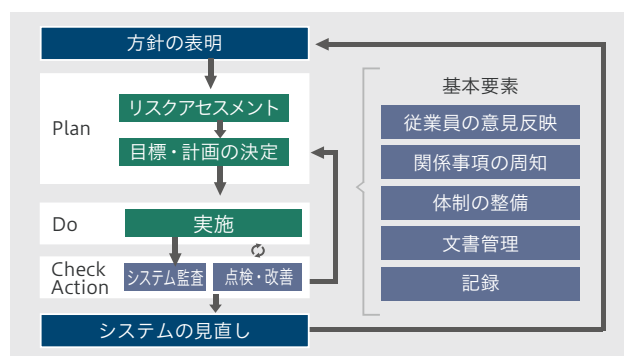 方針の表明
Plan
リスクアセスメント
目標・計画の決定
Do
実施
Check
Action
システム監査
点検・改善
システムの見直し
基本要素
従業員の意見反映
関係事項の周知
体制の整備
文書管理
記録